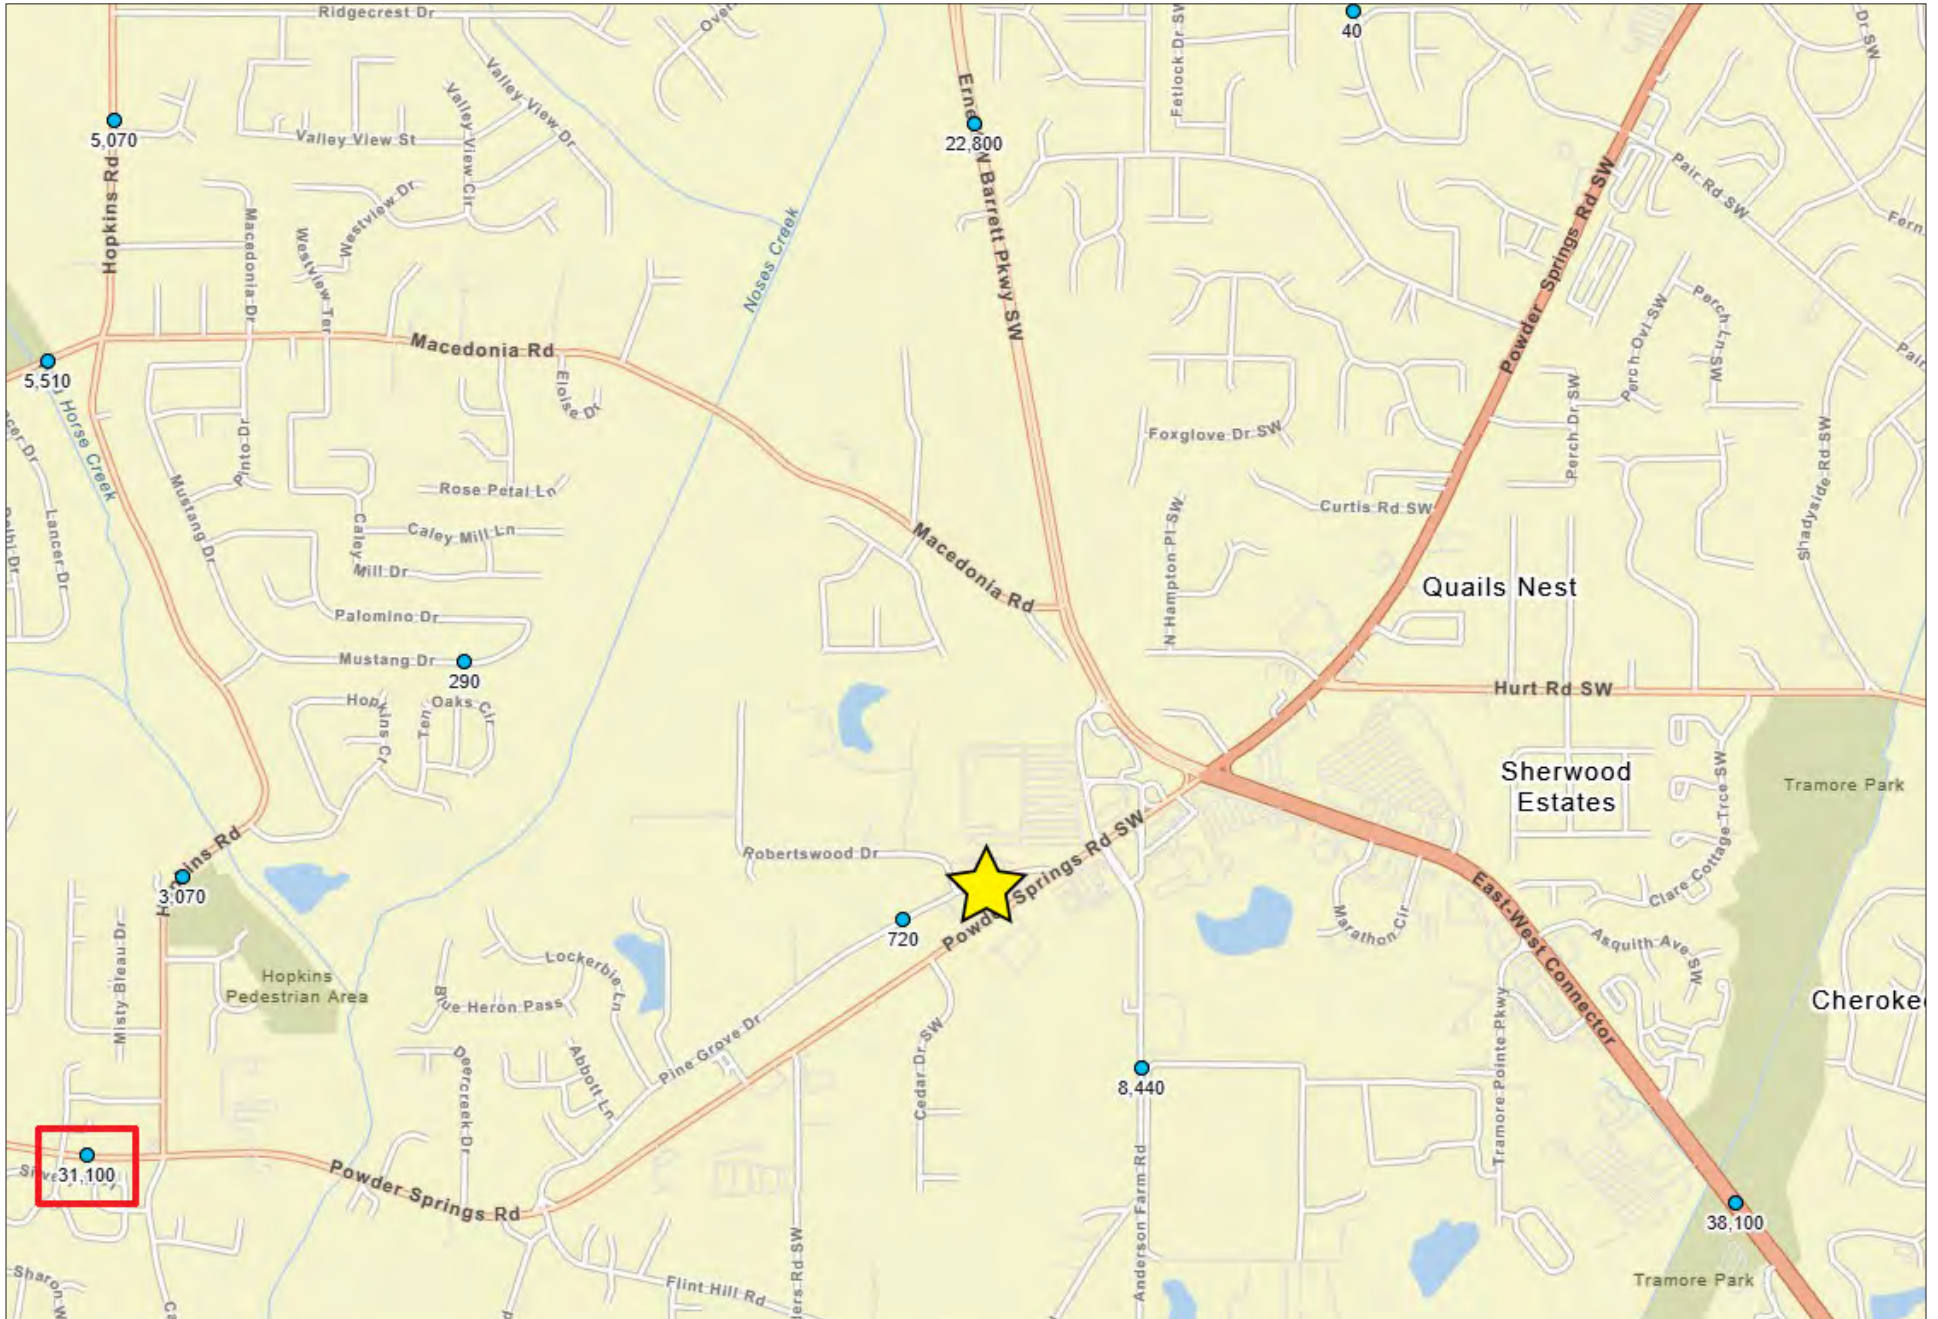 Ridgecrest Dr
40
Dr SW
Fetlock Dr SW
Valley View Dr
Valley View Cir
5,070
Valley View St
22,800
Ernest W Barrett Pkwy SW
Pair Rd SW
Hopkins Rd
Macedonia Dr
Westview Dr
Westview Ter
Noses Creek
Powder Springs Rd SW
Perch Owl SW
Perch Ln SW
Macedonia Rd
5,510
Horse Creek
Eloise Dr
Perch Dr SW
Pinto Dr
Foxglove Dr SW
Shadyside Rd SW
Mustang Dr
Rose Petal Ln
Curtis Rd SW
Lancer Dr
Delhi Dr
Caley Mill Ln
Caley Mill Dr
Macedonia Rd
N Hampton Pl SW
Quails Nest
Palomino Dr
Mustang Dr
290
Hurt Rd SW
Hopkins Cr
Ten Oaks Cir
Sherwood
Estates
Tramore Park
Clare Cottage Trce SW
Hopkins Rd
3,070
Robertswood Dr
Powder Springs Rd SW
720
Marathon Cir
East-West Connector
Asquith Ave SW
Misty Bleau Dr
Hopkins
Pedestrian Area
Lockerbie Ln
Blue Heron Pass
Pine Grove Dr
Cedar Dr SW
Tramore Pointe Pkwy
Deercreek Dr
Abbott Ln
8,440
Anderson Farm Rd
31,100
Powder Springs Rd
38,100
Flint Hill Rd
Tramore Park